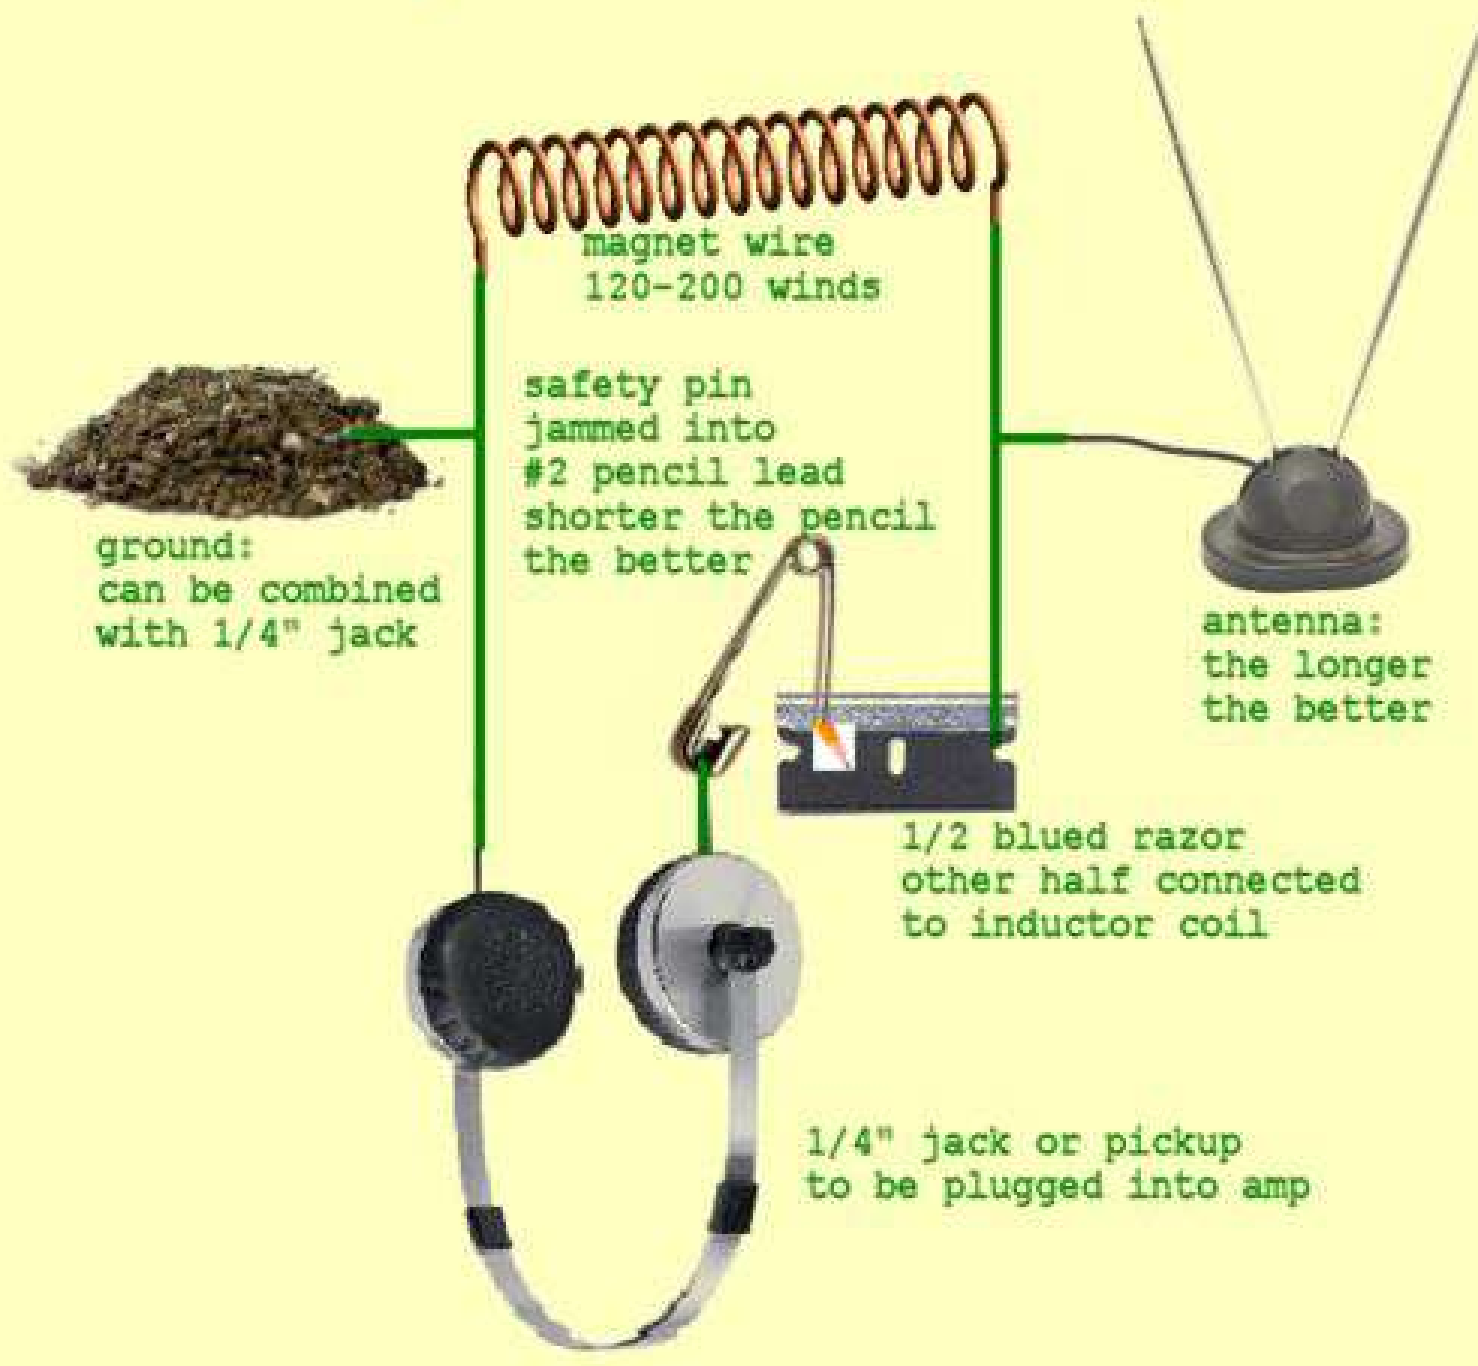 magnet wire
120-200 winds
safety pin
jammed into
#2 pencil lead
shorter the pencil
the better
ground:
can be combined
with 1/4" jack
antenna:
the longer
the better
1/2 blued razor
other half connected
to inductor coil
1/4" jack or pickup
to be plugged into amp